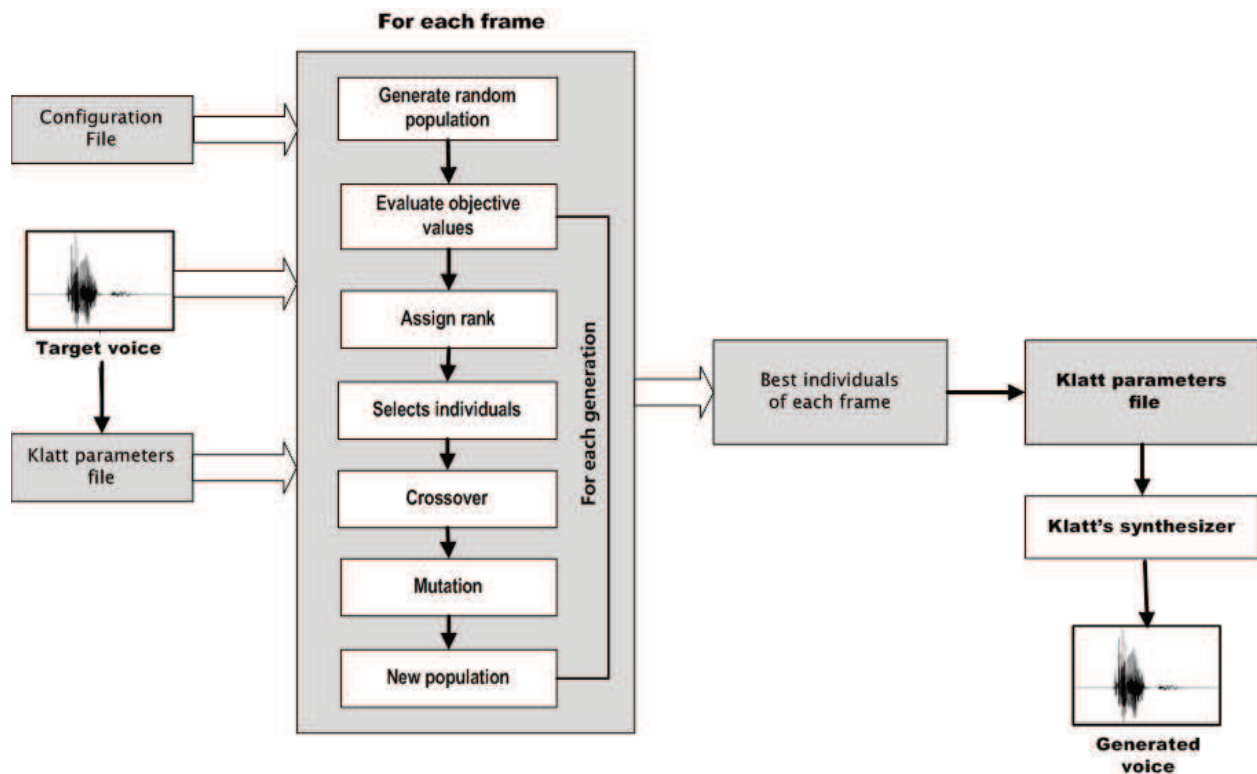 For each frame
Configuration
File
Target voice
Klatt parameters
file
Generate random
population
Evaluate objective
values
Assign rank
Selects individuals
Crossover
Mutation
New population
For each generation
Best individuals
of each frame
Klatt parameters
file
Klatt's synthesizer
Generated
voice